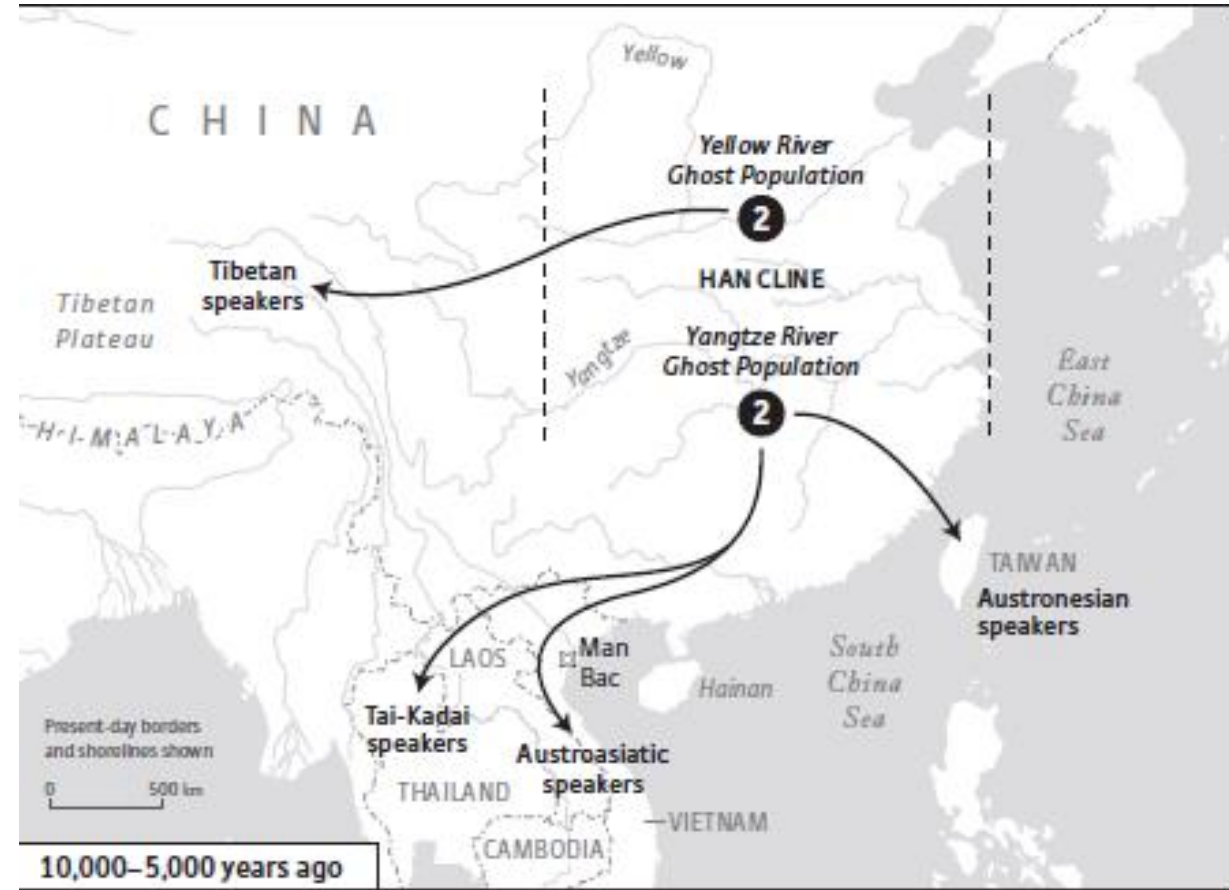 Yellow
CHINA
Yellow River
Ghost Population
2
Tibetan
speakers
HAN CLINE
Tibetan
Plateau
Yangtze River
Ghost Population
Yangtze
2
East
China
Sea
HIMALAYA
TAIWAN
Austronesian
speakers
Man
Bac
LAOS
South
China
Sea
Hainan
Tai-Kadai
speakers
Present-day borders
and shorelines shown
Austroasiatic
speakers
0 500 km
THAILAND
VIETNAM
CAMBODIA
10,000–5,000 years ago